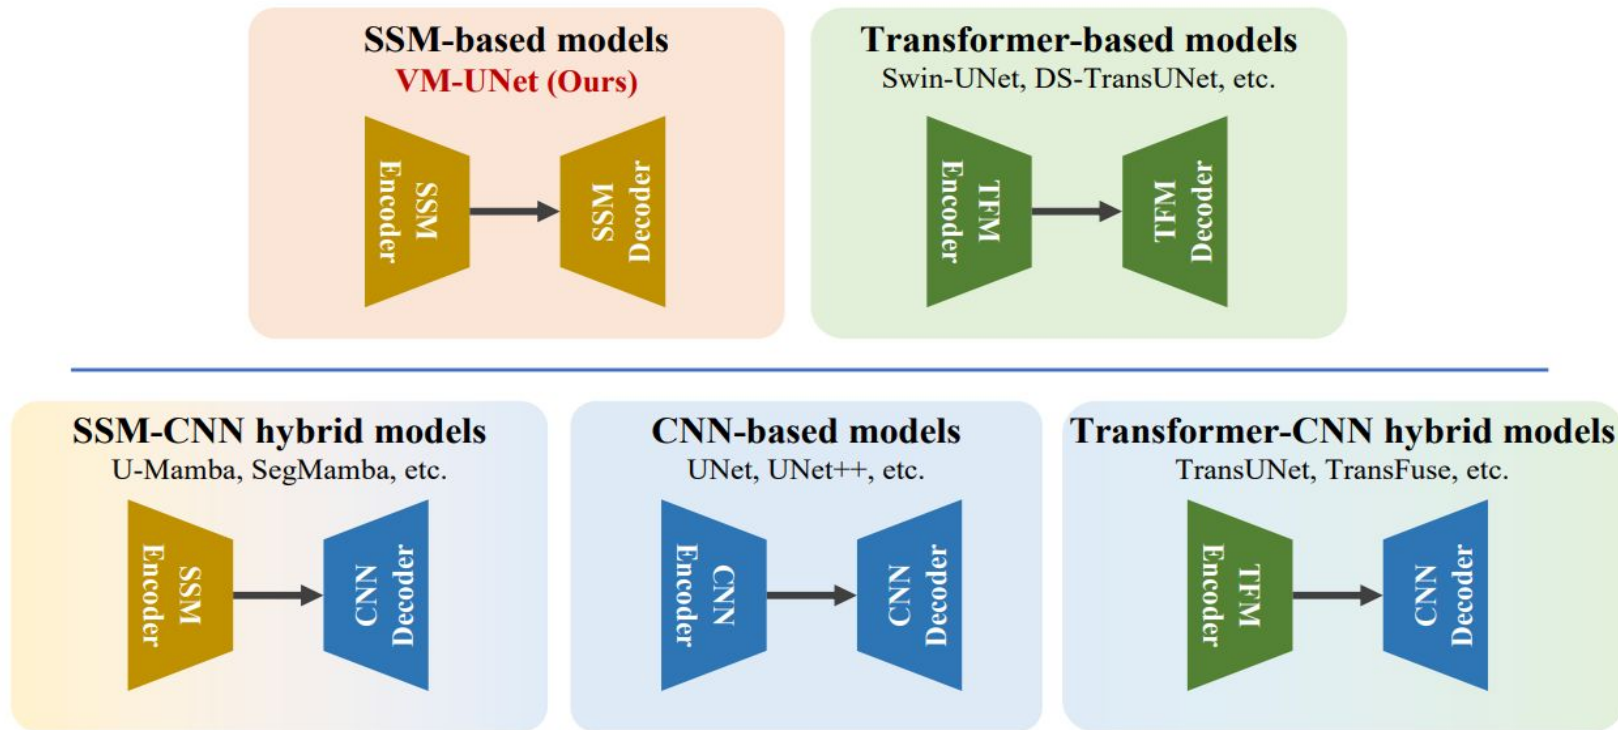 SSM-based models
VM-UNet (Ours)
SSM
Encoder
SSM
Decoder
Transformer-based models
Swin-UNet, DS-TransUNet, etc.
TFM
Encoder
TFM
Decoder
SSM-CNN hybrid models
U-Mamba, SegMamba, etc.
SSM
Encoder
CNN
Decoder
CNN-based models
UNet, UNet++, etc.
CNN
Encoder
CNN
Decoder
Transformer-CNN hybrid models
TransUNet, TransFuse, etc.
TFM
Encoder
CNN
Decoder